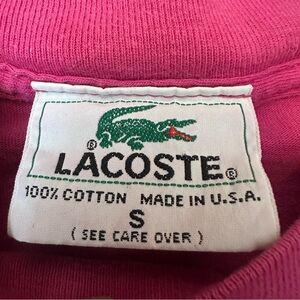 ®
LACOSTE®
100% COTTON MADE IN U.S.A.
S
( SEE CARE OVER )